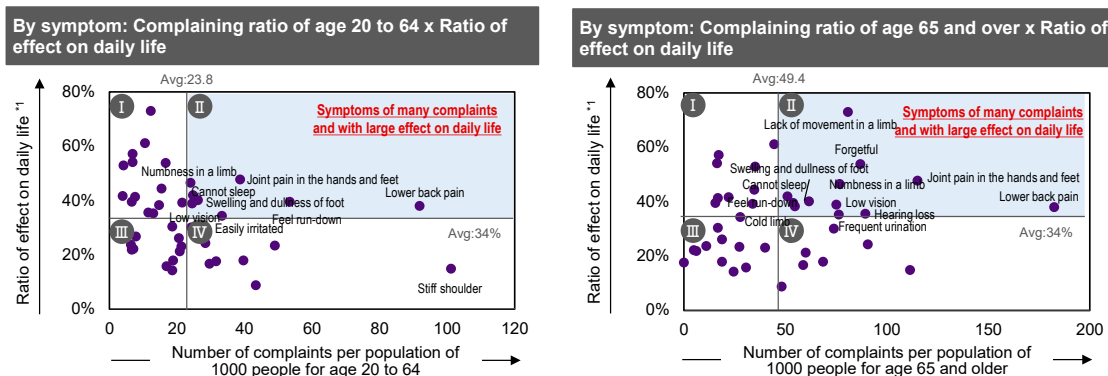 By symptom: Complaining ratio of age 20 to 64 x Ratio of
effect on daily life
Avg:23.8
Ratio of effect on daily life *1
80%
60%
40%
20%
0%
I
II
III
IV
Symptoms of many complaints
and with large effect on daily life
Numbness in a limb
Joint pain in the hands and feet
Cannot sleep
Lower back pain
Swelling and dullness of foot
Low vision
Feel run-down
Easily irritated
Avg:34%
Stiff shoulder
0
20
40
60
80
100
120
Number of complaints per population of
1000 people for age 20 to 64
By symptom: Complaining ratio of age 65 and over x Ratio of
effect on daily life
Avg:49.4
Ratio of effect on daily life *1
80%
60%
40%
20%
0%
I
II
III
IV
Symptoms of many complaints
and with large effect on daily life
Lack of movement in a limb
Forgetful
Swelling and dullness of foot
Joint pain in the hands and feet
Cannot sleep
Numbness in a limb
Lower back pain
Feel run-down
Low vision
Hearing loss
Cold limb
Frequent urination
Avg:34%
0
50
100
150
200
Number of complaints per population of
1000 people for age 65 and older